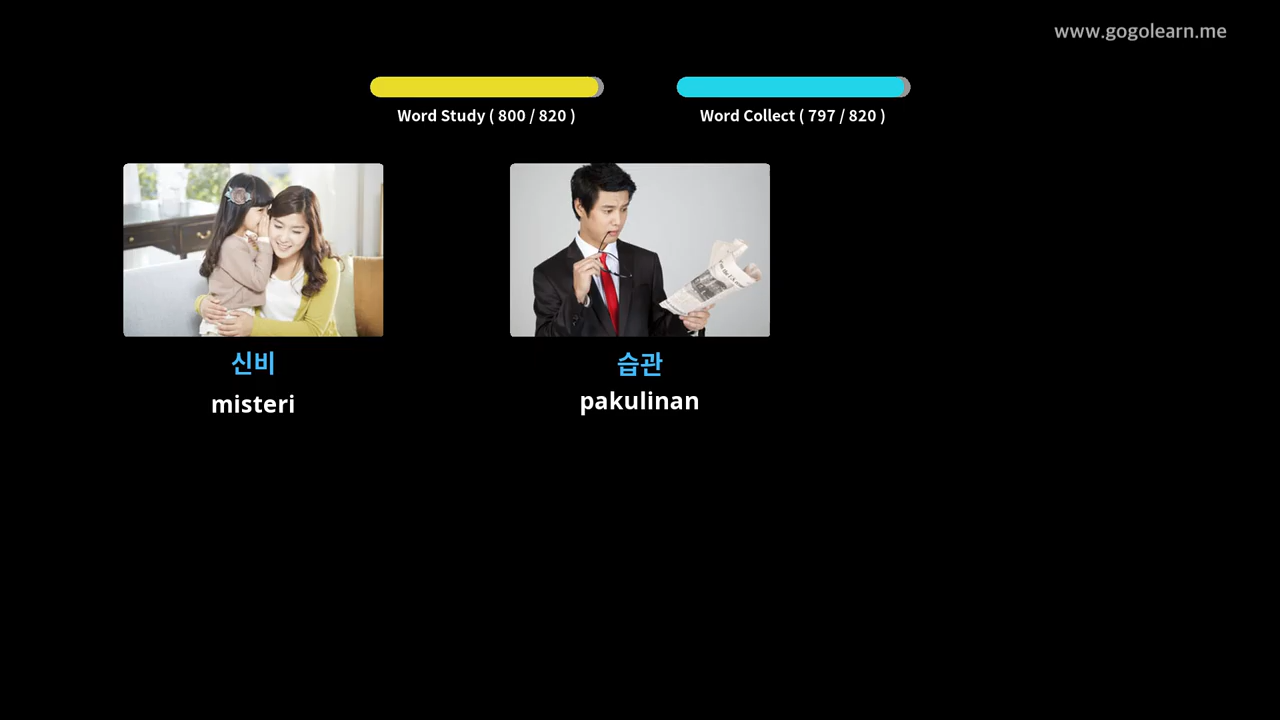 www.gogolearn.me
Word Study ( 800 / 820 )
Word Collect ( 797 / 820 )
신비
misteri
습관
pakulinan